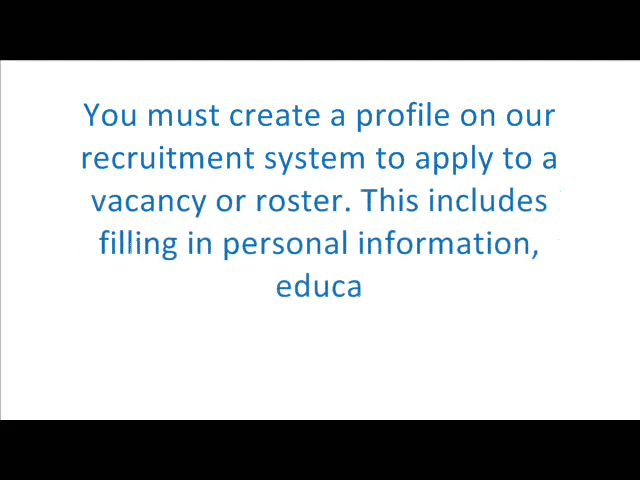 You must create a profile on our
recruitment system to apply to a
vacancy or roster. This includes
filling in personal information,
educa